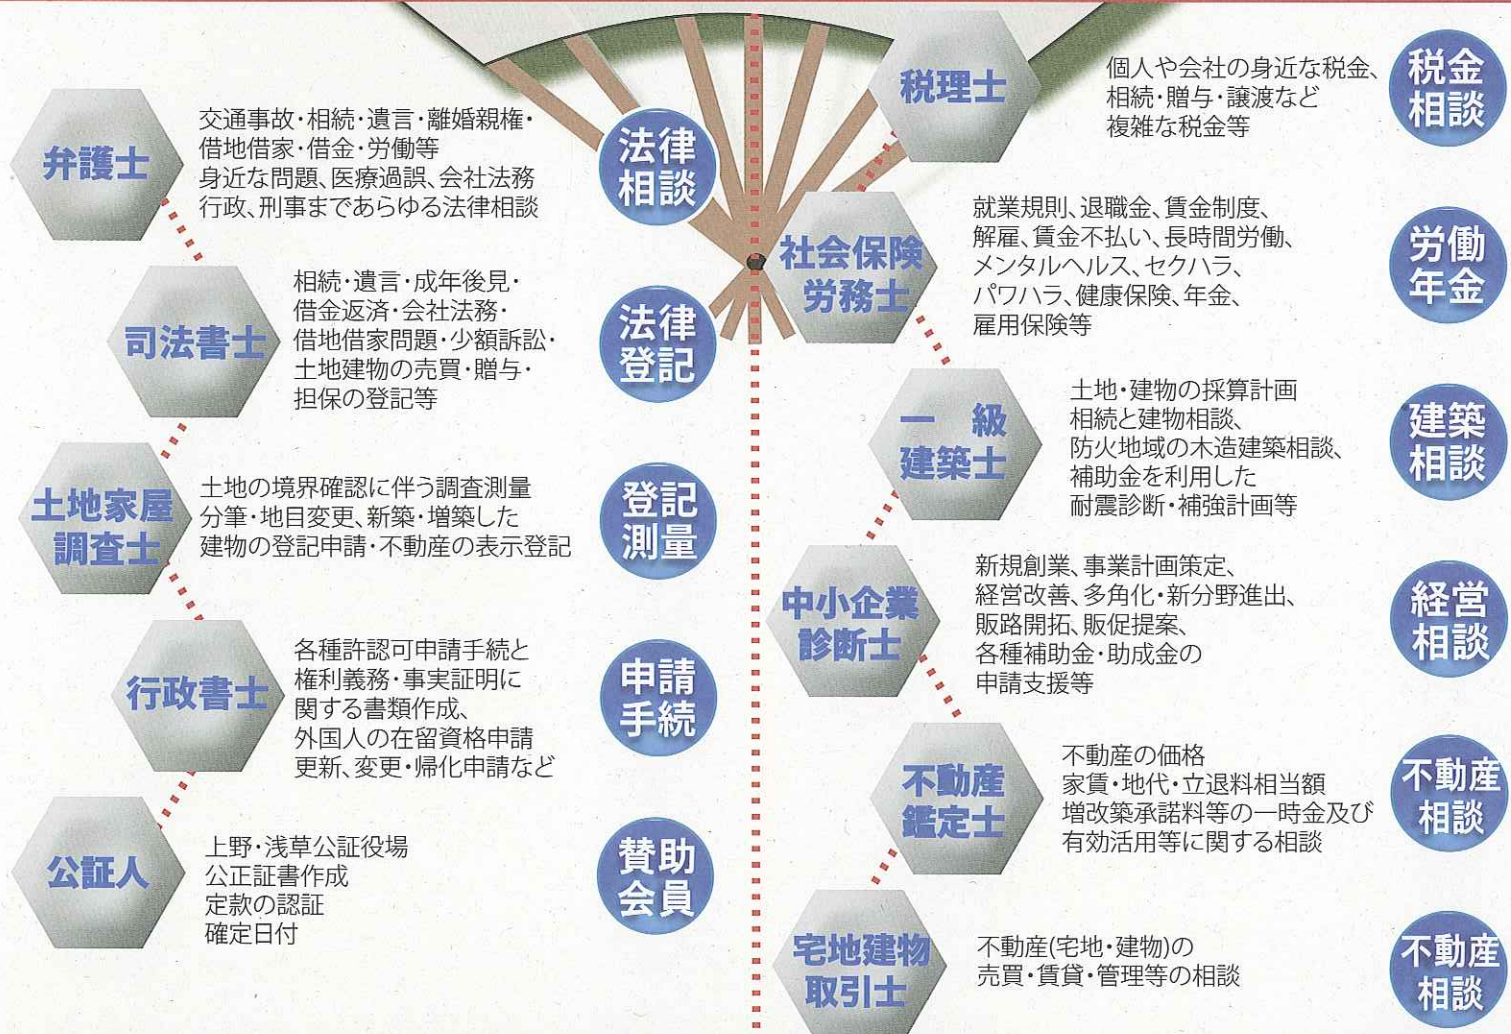 弁護士
交通事故･相続･遺言･離婚親権･
借地借家･借金･労働等
身近な問題、医療過誤、会社法務
行政、刑事まであらゆる法律相談
法律
相談
司法書士
相続･遺言･成年後見･
借金返済･会社法務･
借地借家問題･少額訴訟･
土地建物の売買･贈与･
担保の登記等
法律
登記
土地家屋
調査士
土地の境界確認に伴う調査測量
分筆･地目変更、新築･増築した
建物の登記申請･不動産の表示登記
登記
測量
行政書士
各種許認可申請手続と
権利義務･事実証明に
関する書類作成、
外国人の在留資格申請
更新、変更･帰化申請など
申請
手続
公証人
上野･浅草公証役場
公正証書作成
定款の認証
確定日付
賛助
会員
税理士
個人や会社の身近な税金、
相続･贈与･譲渡など
複雑な税金等
税金
相談
社会保険
労務士
就業規則、退職金、賃金制度、
解雇、賃金不払い、長時間労働、
メンタルヘルス、セクハラ、
パワハラ、健康保険、年金、
雇用保険等
労働
年金
一級
建築士
土地･建物の採算計画
相続と建物相談、
防火地域の木造建築相談、
補助金を利用した
耐震診断･補強計画等
建築
相談
中小企業
診断士
新規創業、事業計画策定、
経営改善、多角化･新分野進出、
販路開拓、販促提案、
各種補助金･助成金の
申請支援等
経営
相談
不動産
鑑定士
不動産の価格
家賃･地代･立退料相当額
増改築承諾料等の一時金及び
有効活用等に関する相談
不動産
相談
宅地建物
取引士
不動産(宅地･建物)の
売買･賃貸･管理等の相談
不動産
相談